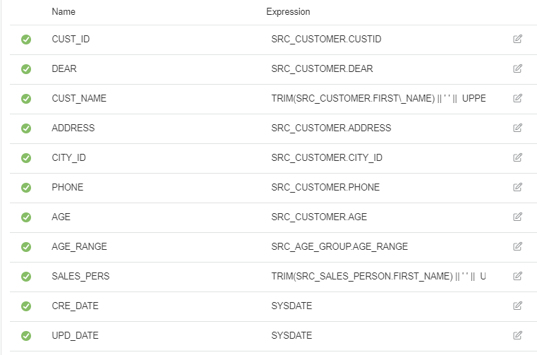 Name Expression
CUST_ID SRC_CUSTOMER.CUSTID
DEAR SRC_CUSTOMER.DEAR
CUST_NAME TRIM(SRC_CUSTOMER.FIRST\_NAME) || ' ' || UPPE
ADDRESS SRC_CUSTOMER.ADDRESS
CITY_ID SRC_CUSTOMER.CITY_ID
PHONE SRC_CUSTOMER.PHONE
AGE SRC_CUSTOMER.AGE
AGE_RANGE SRC_AGE_GROUP.AGE_RANGE
SALES_PERS TRIM(SRC_SALES_PERSON.FIRST_NAME) || ' ' || U
CRE_DATE SYSDATE
UPD_DATE SYSDATE